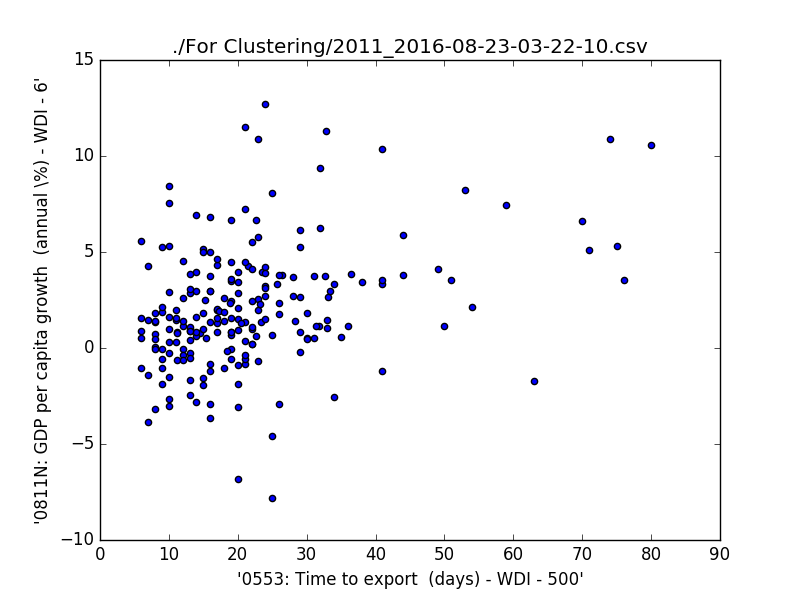 ./For Clustering/2011_2016-08-23-03-22-10.csv
15
10
5
0
−5
−10
'0811N: GDP per capita growth  (annual \%) - WDI - 6'
0 10 20 30 40 50 60 70 80 90
'0553: Time to export  (days) - WDI - 500'